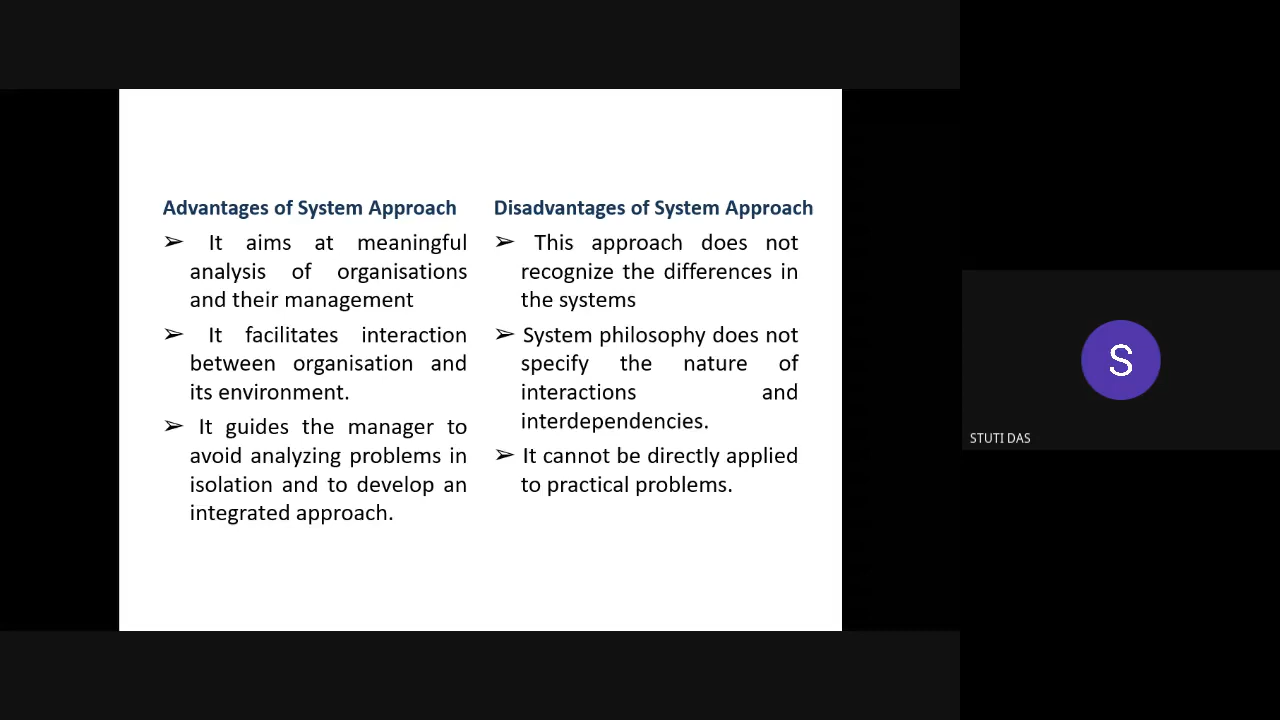 Advantages of System Approach
➢ It aims at meaningful
analysis of organisations
and their management
➢ It facilitates interaction
between organisation and
its environment.
➢ It guides the manager to
avoid analyzing problems in
isolation and to develop an
integrated approach.
Disadvantages of System Approach
➢ This approach does not
recognize the differences in
the systems
➢ System philosophy does not
specify the nature of
interactions and
interdependencies.
➢ It cannot be directly applied
to practical problems.
S
STUTI DAS